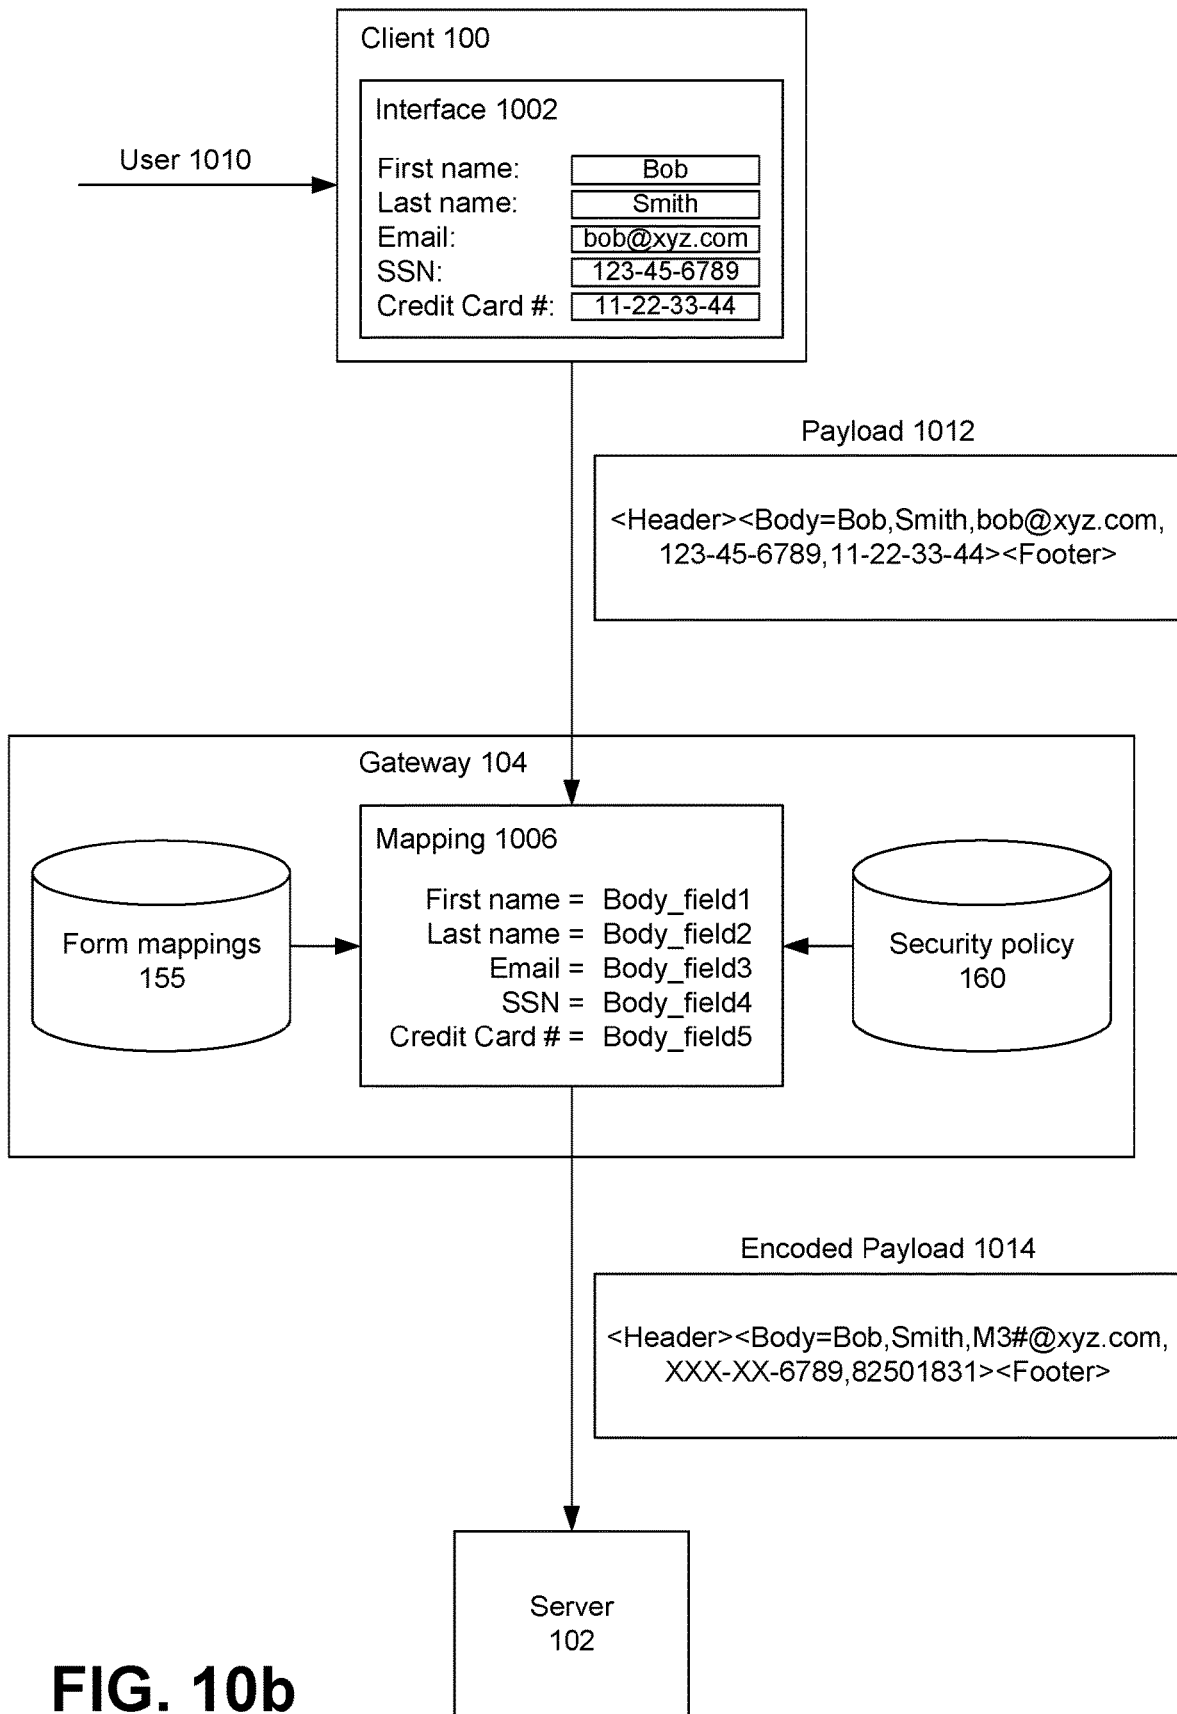 Client 100
Interface 1002
User 1010
First name: Bob
Last name: Smith
Email: bob@xyz.com
SSN: 123-45-6789
Credit Card #: 11-22-33-44
Payload 1012
<Header><Body=Bob,Smith,bob@xyz.com,
123-45-6789,11-22-33-44><Footer>
Gateway 104
Mapping 1006
First name = Body_field1
Last name = Body_field2
Email = Body_field3
SSN = Body_field4
Credit Card # = Body_field5
Form mappings
155
Security policy
160
Encoded Payload 1014
<Header><Body=Bob,Smith,M3#@xyz.com,
XXX-XX-6789,82501831><Footer>
Server
102
FIG. 10b